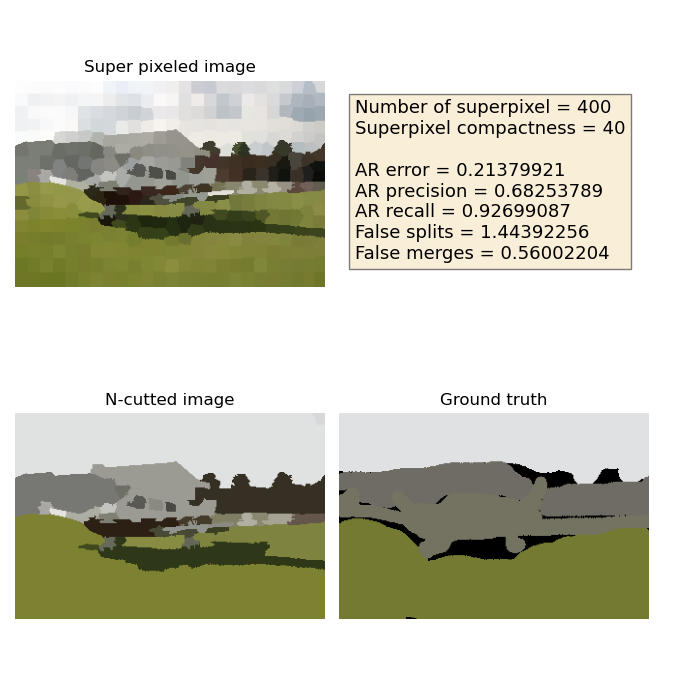 Super pixeled image
Number of superpixel = 400
Superpixel compactness = 40
AR error = 0.21379921
AR precision = 0.68253789
AR recall = 0.92699087
False splits = 1.44392256
False merges = 0.56002204
N-cutted image
Ground truth